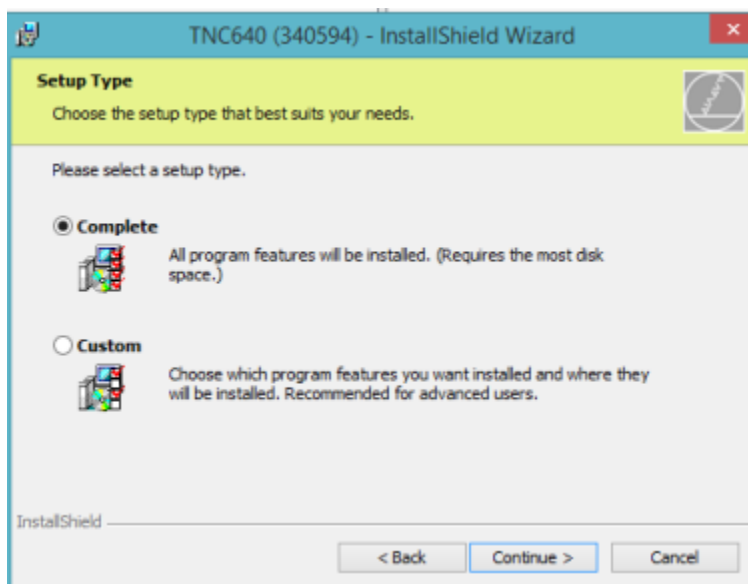 TNC640 (340594) - InstallShield Wizard
Setup Type
Choose the setup type that best suits your needs.
Please select a setup type.
Complete
All program features will be installed. (Requires the most disk
space.)
Custom
Choose which program features you want installed and where they
will be installed. Recommended for advanced users.
InstallShield
< Back
Continue >
Cancel